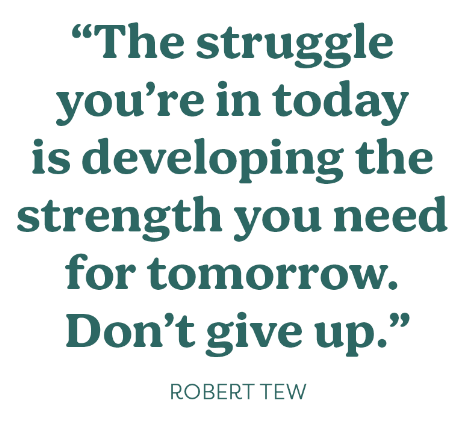 “The struggle
you’re in today
is developing the
strength you need
for tomorrow.
Don’t give up.”
ROBERT TEW